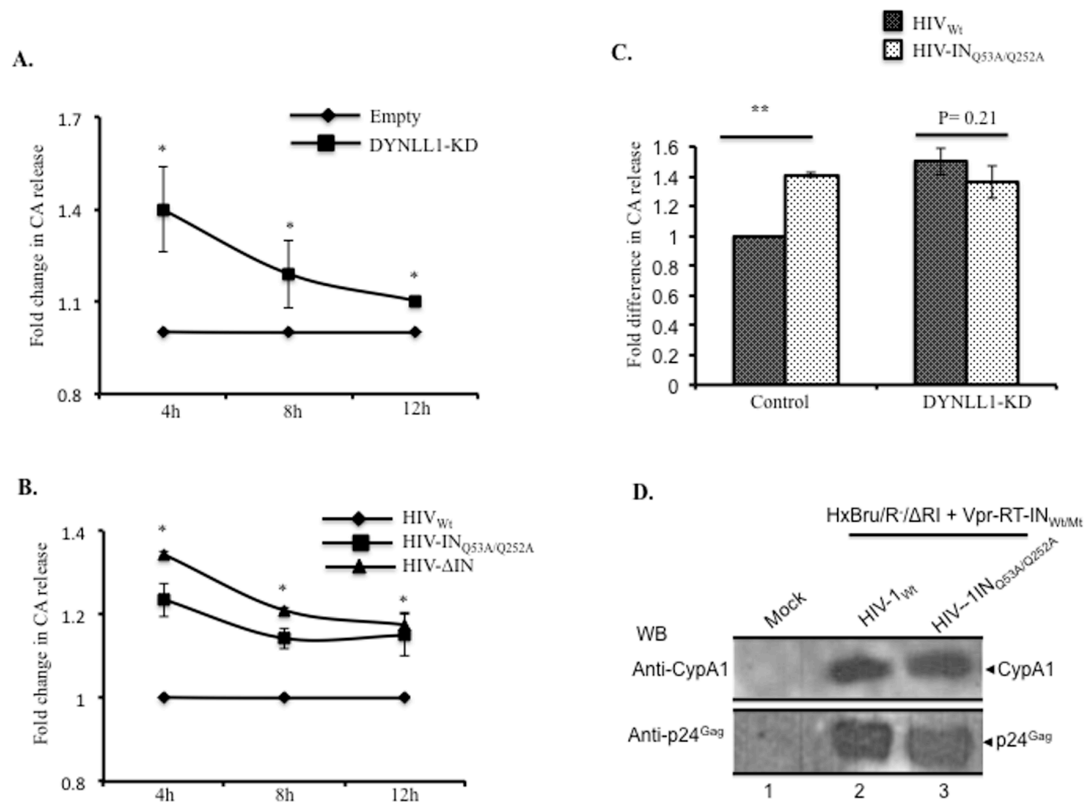 A.
Fold change in CA release
1.7
1.4
1.1
0.8
4h
8h
12h
Empty
DYNLL1-KD
*
*
*
B.
Fold change in CA release
1.4
1.2
1
0.8
4h
8h
12h
HIVWt
HIV-INQ53A/Q252A
HIV-ΔIN
*
*
*
C.
HIVWt
HIV-INQ53A/Q252A
Fold difference in CA release
1.6
1.4
1.2
1
0.8
0.6
0.4
0.2
0
**
P= 0.21
Control
DYNLL1-KD
D.
HxBru/R-/ΔRI + Vpr-RT-INWt/Mt
Mock
HIV-1Wt
HIV--1INQ53A/Q252A
WB
Anti-CypA1
CypA1
Anti-p24Gag
p24Gag
1
2
3